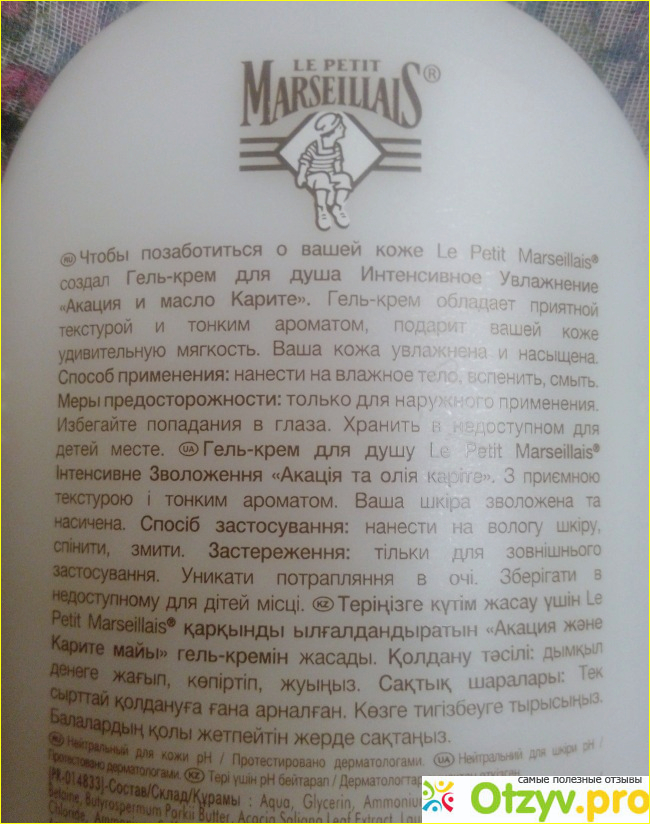 LE PETIT
MARSEILLAIS®
RU Чтобы позаботиться о вашей коже Le Petit Marseillais®
создал Гель-крем для душа Интенсивное Увлажнение
«Акация и масло Карите». Гель-крем обладает приятной
текстурой и тонким ароматом, подарит вашей коже
удивительную мягкость. Ваша кожа увлажнена и насыщена.
Способ применения: нанести на влажное тело, вспенить, смыть.
Меры предосторожности: только для наружного применения.
Избегайте попадания в глаза. Хранить в недоступном для
детей месте. UA Гель-крем для душу Le Petit Marseillais®
Інтенсивне Зволоження «Акація та олія каріте». З приємною
текстурою і тонким ароматом. Ваша шкіра зволожена та
насичена. Спосіб застосування: нанести на вологу шкіру,
спінити, змити. Застереження: тільки для зовнішнього
застосування. Уникати потрапляння в очі. Зберігати в
недоступному для дітей місці. KZ Теріңізге күтім жасау үшін Le
Petit Marseillais® қарқынды ылғалдандыратын «Акация және
Карите майы» гель-кремін жасады. Қолдану тәсілі: дымқыл
денеге жағып, көпіртіп, жуыңыз. Сақтық шаралары: Тек
сырттай қолдануға ғана арналған. Көзге тигізбеуге тырысыңыз.
Балалардың қолы жетпейтін жерде сақтаңыз.
RU Нейтральный для кожи pH / Протестировано дерматологами. UA Нейтральний для шкіри pH /
Протестовано дерматологами. KZ Тері үшін pH бейтарап /
[PR-014833]-Состав/Склад/Құрамы : Aqua, Glycerin,
Betaine, Butyrospermum Parkii Butter, Acacia
Chloride,
самые полезные отзывы
Otzyv.pro